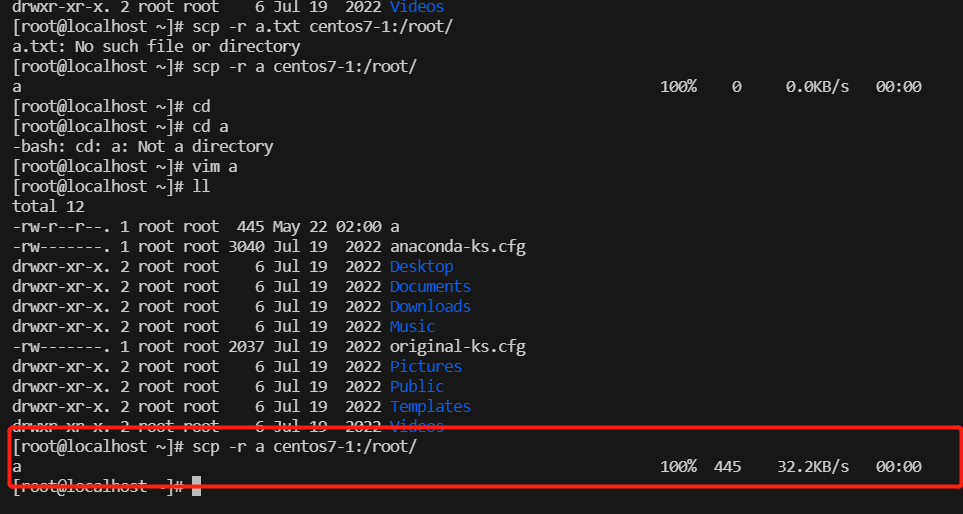 drwxr-xr-x. 2 root root    6 Jul 19  2022 Videos
[root@localhost ~]# scp -r a.txt centos7-1:/root/
a.txt: No such file or directory
[root@localhost ~]# scp -r a centos7-1:/root/
a                                                                        100%    0     0.0KB/s   00:00
[root@localhost ~]# cd
[root@localhost ~]# cd a
-bash: cd: a: Not a directory
[root@localhost ~]# vim a
[root@localhost ~]# ll
total 12
-rw-r--r--. 1 root root  445 May 22 02:00 a
-rw-------. 1 root root 3040 Jul 19  2022 anaconda-ks.cfg
drwxr-xr-x. 2 root root    6 Jul 19  2022 Desktop
drwxr-xr-x. 2 root root    6 Jul 19  2022 Documents
drwxr-xr-x. 2 root root    6 Jul 19  2022 Downloads
drwxr-xr-x. 2 root root    6 Jul 19  2022 Music
-rw-------. 1 root root 2037 Jul 19  2022 original-ks.cfg
drwxr-xr-x. 2 root root    6 Jul 19  2022 Pictures
drwxr-xr-x. 2 root root    6 Jul 19  2022 Public
drwxr-xr-x. 2 root root    6 Jul 19  2022 Templates
drwxr-xr-x. 2 root root    6 Jul 19  2022 Videos
[root@localhost ~]# scp -r a centos7-1:/root/
a                                                                        100%  445    32.2KB/s   00:00
[root@localhost ~]#